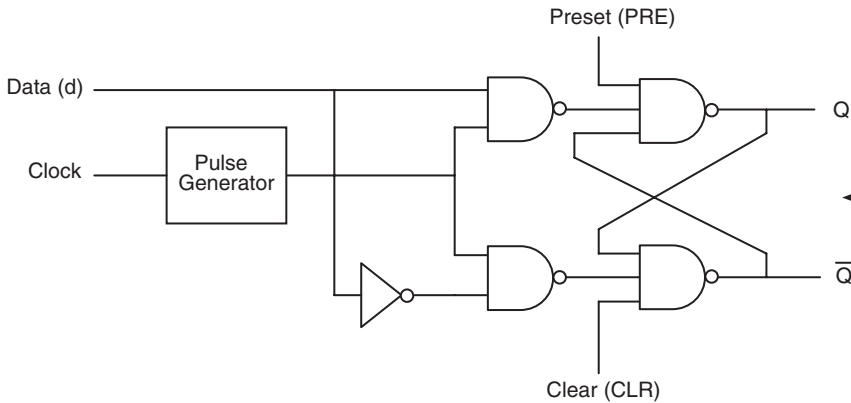 Preset (PRE)
Data (d)
Q
Clock
Pulse
Generator
Q̅
Clear (CLR)